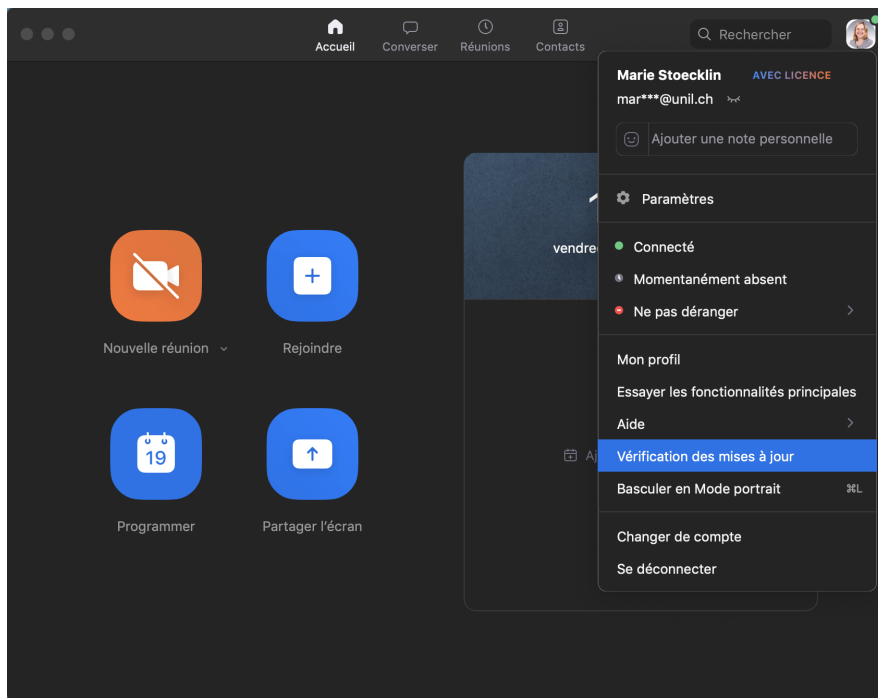 Accueil
Converser
Réunions
Contacts
Rechercher
Marie Stoecklin AVEC LICENCE
mar***@unil.ch
Ajouter une note personnelle
Paramètres
vendre
Connecté
Momentanément absent
Ne pas déranger
Nouvelle réunion
Rejoindre
Mon profil
Essayer les fonctionnalités principales
Aide
19
Aj
Vérification des mises à jour
Basculer en Mode portrait ⌘L
Programmer
Partager l'écran
Changer de compte
Se déconnecter